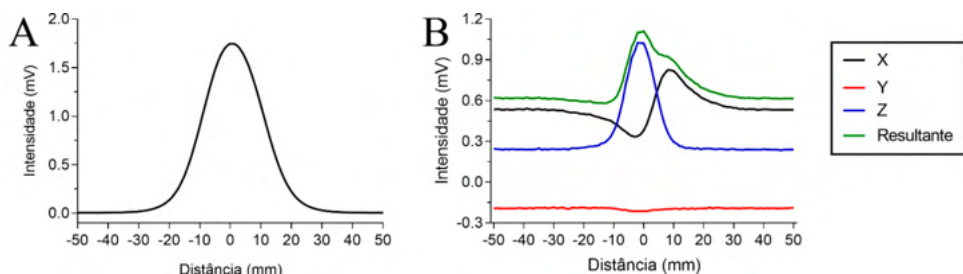 A
Intensidade (mV)
2.0
1.5
1.0
0.5
0.0
-50 -40 -30 -20 -10 0 10 20 30 40 50
Distância (mm)
B
Intensidade (mV)
1.2
0.9
0.6
0.3
0.0
-0.3
-50 -40 -30 -20 -10 0 10 20 30 40 50
Distância (mm)
X
Y
Z
Resultante